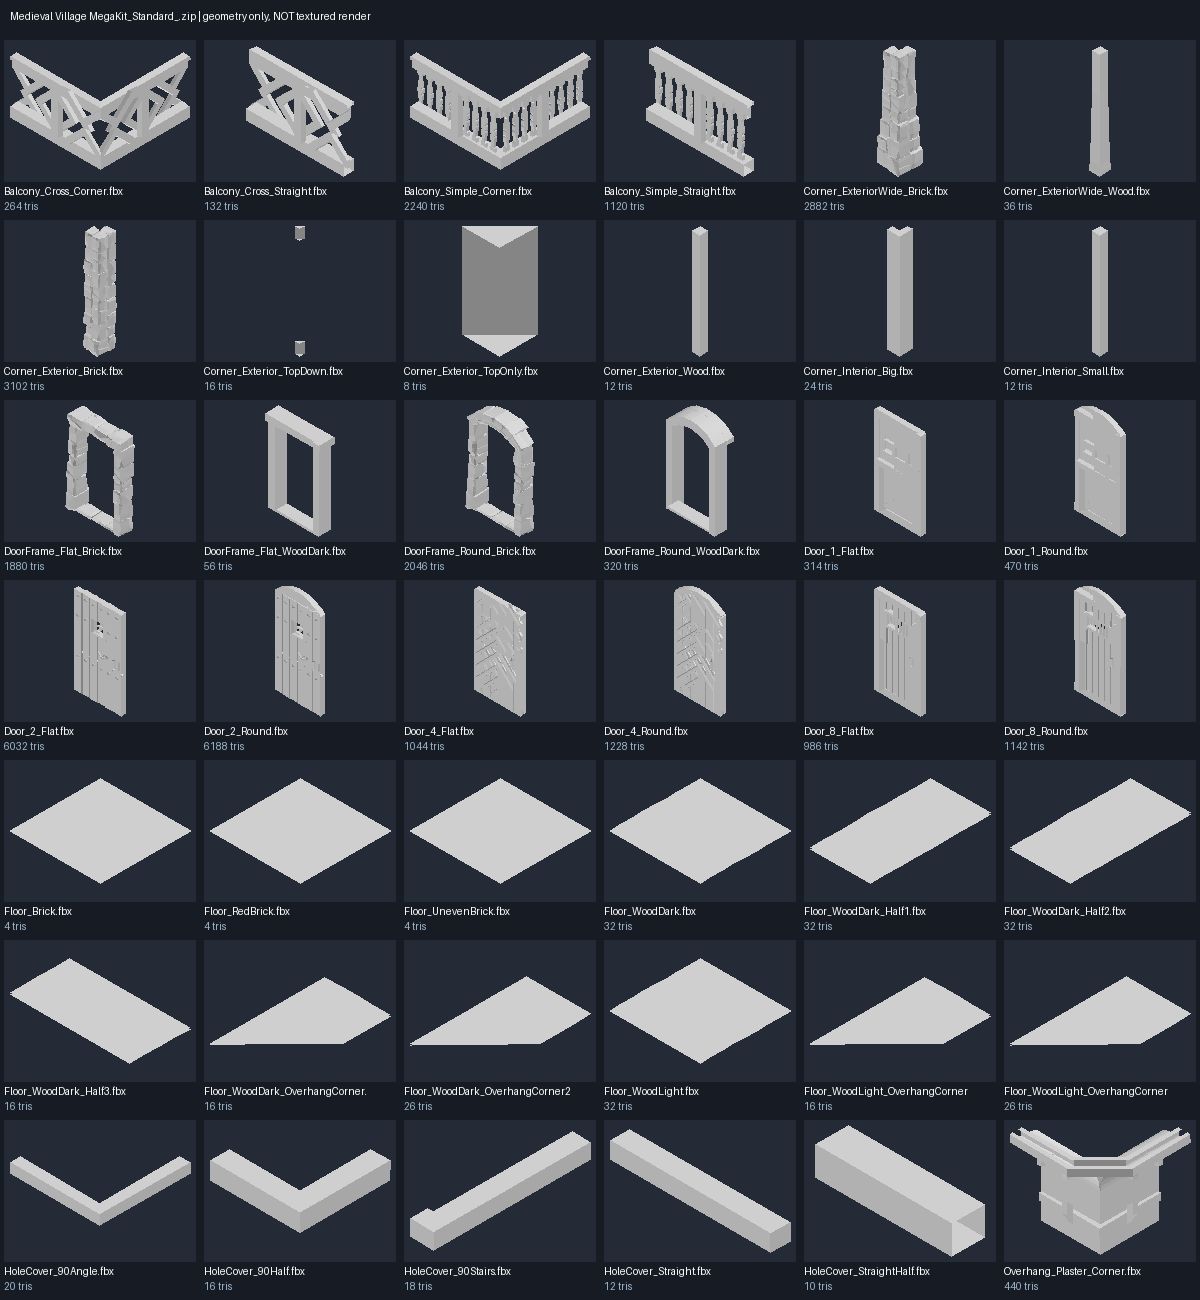 Medieval Village MegaKit_Standard_.zip | geometry only, NOT textured render
Balcony_Cross_Corner.fbx
264 tris
Balcony_Cross_Straight.fbx
132 tris
Balcony_Simple_Corner.fbx
2240 tris
Balcony_Simple_Straight.fbx
1120 tris
Corner_ExteriorWide_Brick.fbx
2882 tris
Corner_ExteriorWide_Wood.fbx
36 tris
Corner_Exterior_Brick.fbx
3102 tris
Corner_Exterior_TopDown.fbx
16 tris
Corner_Exterior_TopOnly.fbx
8 tris
Corner_Exterior_Wood.fbx
12 tris
Corner_Interior_Big.fbx
24 tris
Corner_Interior_Small.fbx
12 tris
DoorFrame_Flat_Brick.fbx
1880 tris
DoorFrame_Flat_WoodDark.fbx
56 tris
DoorFrame_Round_Brick.fbx
2046 tris
DoorFrame_Round_WoodDark.fbx
320 tris
Door_1_Flat.fbx
314 tris
Door_1_Round.fbx
470 tris
Door_2_Flat.fbx
6032 tris
Door_2_Round.fbx
6188 tris
Door_4_Flat.fbx
1044 tris
Door_4_Round.fbx
1228 tris
Door_8_Flat.fbx
986 tris
Door_8_Round.fbx
1142 tris
Floor_Brick.fbx
4 tris
Floor_RedBrick.fbx
4 tris
Floor_UnevenBrick.fbx
4 tris
Floor_WoodDark.fbx
32 tris
Floor_WoodDark_Half1.fbx
32 tris
Floor_WoodDark_Half2.fbx
32 tris
Floor_WoodDark_Half3.fbx
16 tris
Floor_WoodDark_OverhangCorner.
16 tris
Floor_WoodDark_OverhangCorner2
26 tris
Floor_WoodLight.fbx
32 tris
Floor_WoodLight_OverhangCorner
16 tris
Floor_WoodLight_OverhangCorner
26 tris
HoleCover_90Angle.fbx
20 tris
HoleCover_90Half.fbx
16 tris
HoleCover_90Stairs.fbx
18 tris
HoleCover_Straight.fbx
12 tris
HoleCover_StraightHalf.fbx
10 tris
Overhang_Plaster_Corner.fbx
440 tris